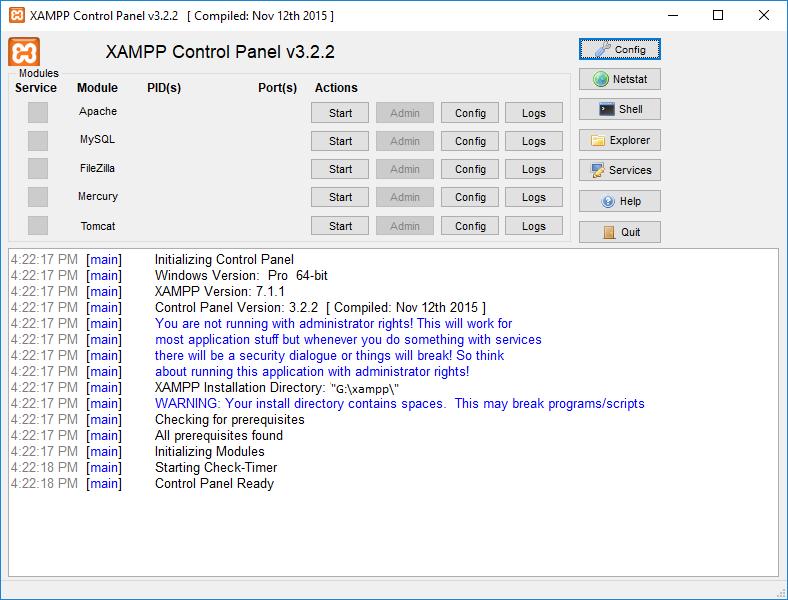 XAMPP Control Panel v3.2.2 [ Compiled: Nov 12th 2015 ]
XAMPP Control Panel v3.2.2
Config
Modules
Service Module PID(s) Port(s) Actions
Netstat
Apache Start Admin Config Logs
Shell
MySQL Start Admin Config Logs
Explorer
FileZilla Start Admin Config Logs
Services
Mercury Start Admin Config Logs
Help
Tomcat Start Admin Config Logs
Quit
4:22:17 PM [main] Initializing Control Panel
4:22:17 PM [main] Windows Version: Pro 64-bit
4:22:17 PM [main] XAMPP Version: 7.1.1
4:22:17 PM [main] Control Panel Version: 3.2.2 [ Compiled: Nov 12th 2015 ]
4:22:17 PM [main] You are not running with administrator rights! This will work for
4:22:17 PM [main] most application stuff but whenever you do something with services
4:22:17 PM [main] there will be a security dialogue or things will break! So think
4:22:17 PM [main] about running this application with administrator rights!
4:22:17 PM [main] XAMPP Installation Directory: "G:\xampp\"
4:22:17 PM [main] WARNING: Your install directory contains spaces. This may break programs/scripts
4:22:17 PM [main] Checking for prerequisites
4:22:17 PM [main] All prerequisites found
4:22:17 PM [main] Initializing Modules
4:22:18 PM [main] Starting Check-Timer
4:22:18 PM [main] Control Panel Ready